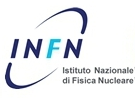 INFN
Istituto Nazionale
di Fisica Nucleare